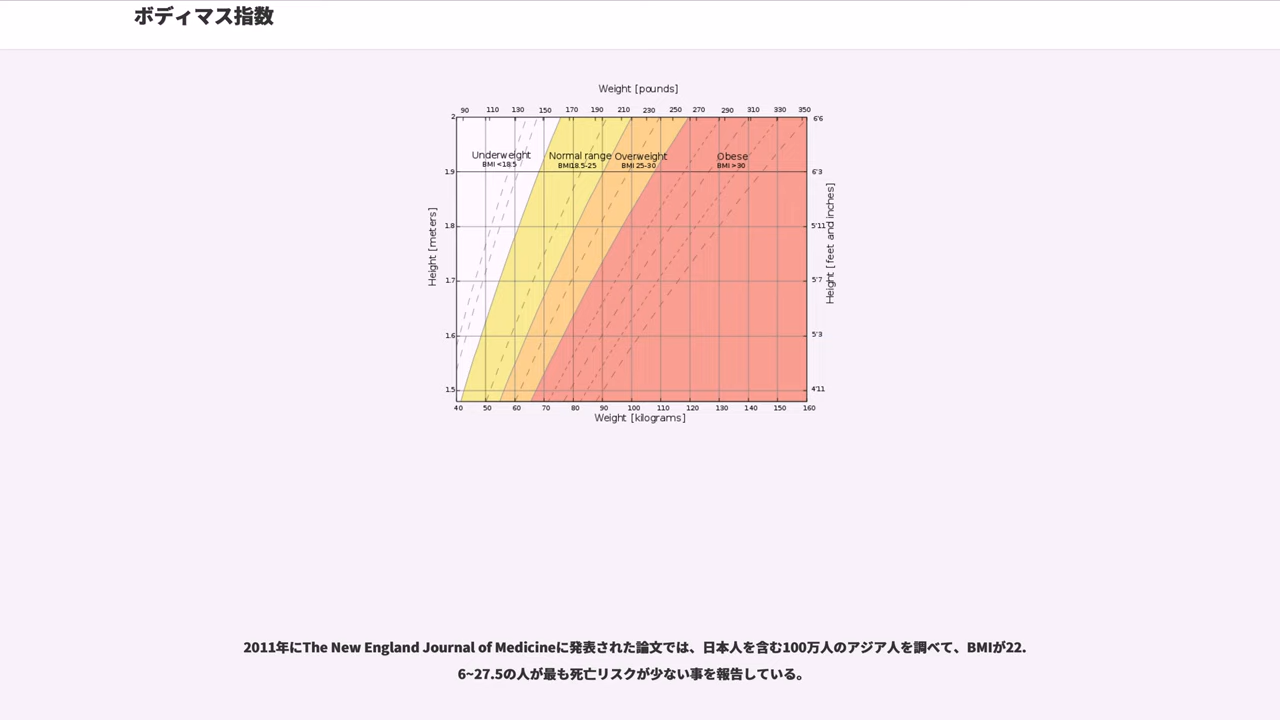 ボディマス指数
Weight [pounds]
90 110 130 150 170 190 210 230 250 270 290 310 330 350
2 6'6
Underweight Normal range Overweight Obese
BMI <18.5 BMI18.5-25 BMI 25-30 BMI >30
1.9 6'3
Height [meters]
Height [feet and inches]
1.8 5'11
1.7 5'7
1.6 5'3
1.5 4'11
40 50 60 70 80 90 100 110 120 130 140 150 160
Weight [kilograms]
2011年にThe New England Journal of Medicineに発表された論文では、日本人を含む100万人のアジア人を調べて、BMIが22.
6~27.5の人が最も死亡リスクが少ない事を報告している。